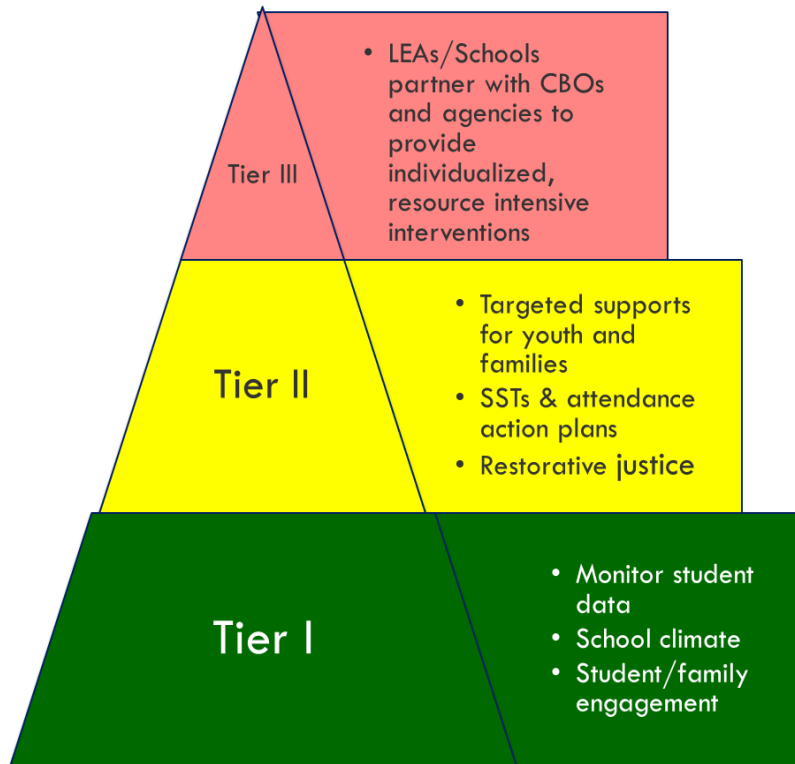 Tier III
• LEAs/Schools
partner with CBOs
and agencies to
provide
individualized,
resource intensive
interventions
Tier II
• Targeted supports
for youth and
families
• SSTs & attendance
action plans
• Restorative justice
Tier I
• Monitor student
data
• School climate
• Student/family
engagement